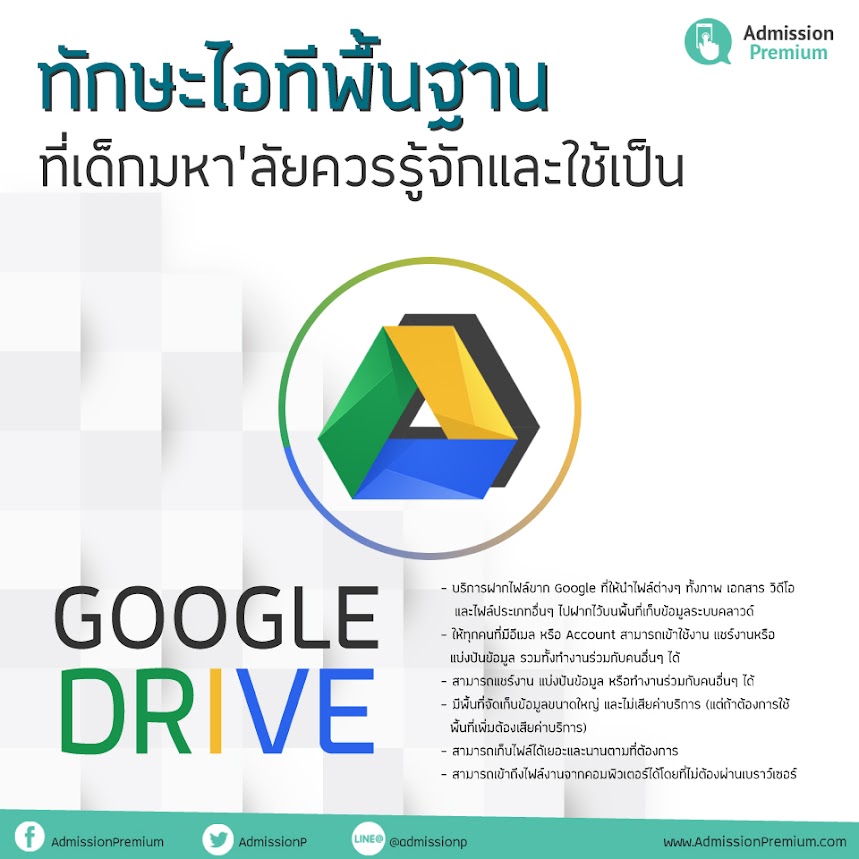 Admission
Premium
ทักษะไอทีพื้นฐาน
ที่เด็กมหา'ลัยควรรู้จักและใช้เป็น
GOOGLE
DRIVE
- บริการฝากไฟล์จาก Google ที่ให้นำไฟล์ต่างๆ ทั้งภาพ เอกสาร วิดีโอ
และไฟล์ประเภทอื่นๆ ไปฝากไว้บนพื้นที่เก็บข้อมูลระบบคลาวด์
- ให้ทุกคนที่มีอีเมล หรือ Account สามารถเข้าใช้งาน แชร์งานหรือ
แบ่งปันข้อมูล รวมทั้งทำงานร่วมกับคนอื่นๆ ได้
- สามารถแชร์งาน แบ่งปันข้อมูล หรือทำงานร่วมกับคนอื่นๆ ได้
- มีพื้นที่จัดเก็บข้อมูลขนาดใหญ่ และไม่เสียค่าบริการ (แต่ถ้าต้องการใช้
พื้นที่เพิ่มต้องเสียค่าบริการ)
- สามารถเก็บไฟล์ได้เยอะและนานตามที่ต้องการ
- สามารถเข้าถึงไฟล์งานจากคอมพิวเตอร์ได้โดยที่ไม่ต้องผ่านเบราว์เซอร์
AdmissionPremium
AdmissionP
LINE@ @admissionp
www.AdmissionPremium.com